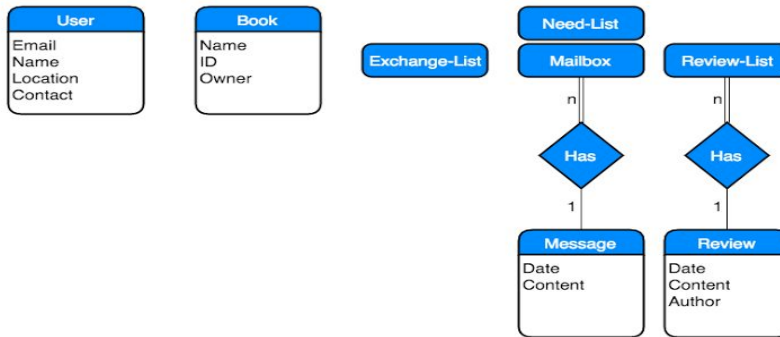 User
Email
Name
Location
Contact
Book
Name
ID
Owner
Exchange-List
Need-List
Mailbox
Review-List
n
n
Has
Has
1
1
Message
Date
Content
Review
Date
Content
Author